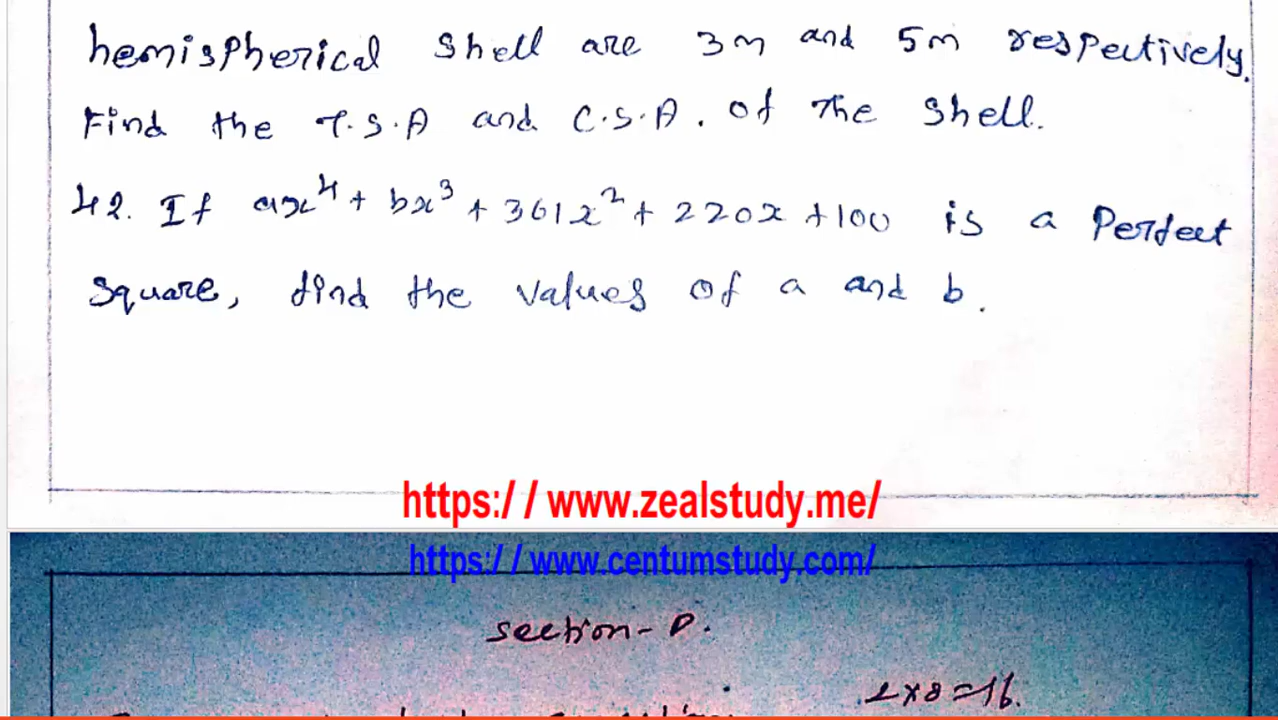 hemispherical shell are 3m and 5m respectively.
Find the T.S.A and C.S.A. of the shell.
42. If ax⁴ + bx³ + 361x² + 220x + 100 is a Perfect
square, find the values of a and b.
https://www.zealstudy.me/
https://www.centumstudy.com/
section - D.
2x8=16.